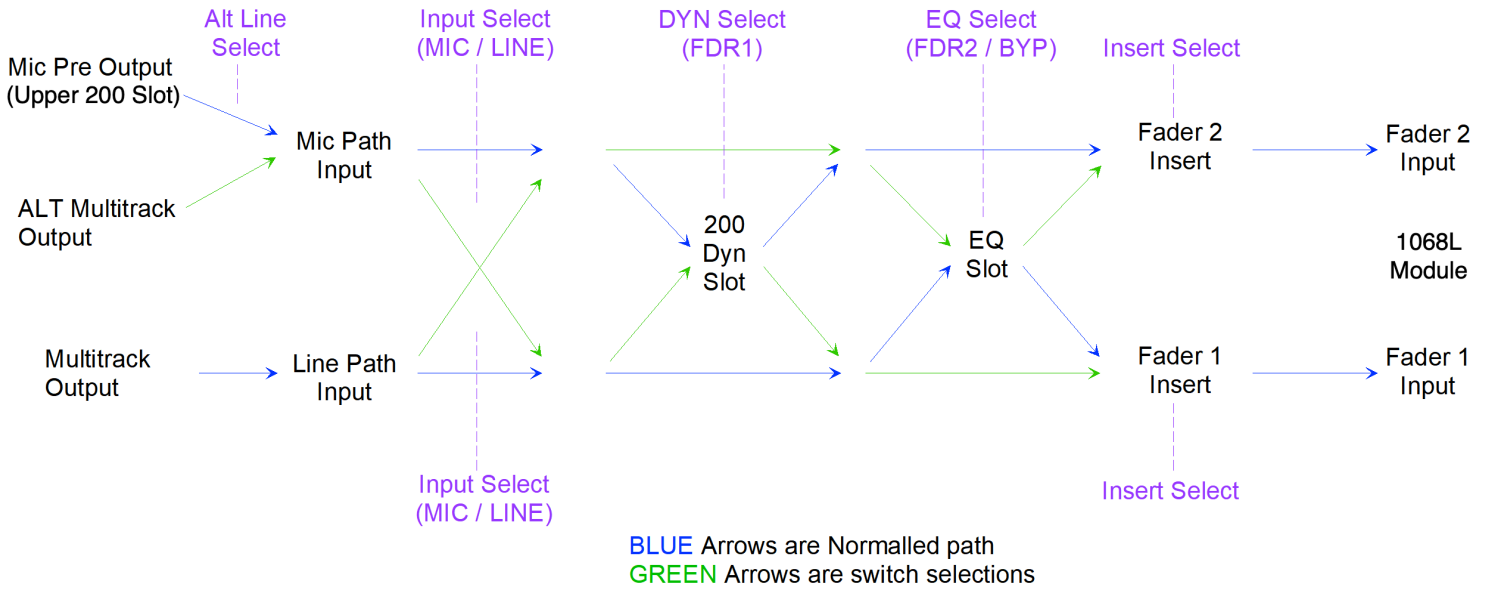 Alt Line
Select
Input Select
(MIC / LINE)
DYN Select
(FDR1)
EQ Select
(FDR2 / BYP)
Insert Select
Mic Pre Output
(Upper 200 Slot)
Mic Path
Input
Fader 2
Insert
Fader 2
Input
ALT Multitrack
Output
200
Dyn
Slot
EQ
Slot
1068L
Module
Multitrack
Output
Line Path
Input
Fader 1
Insert
Fader 1
Input
Input Select
(MIC / LINE)
Insert Select
BLUE Arrows are Normalled path
GREEN Arrows are switch selections